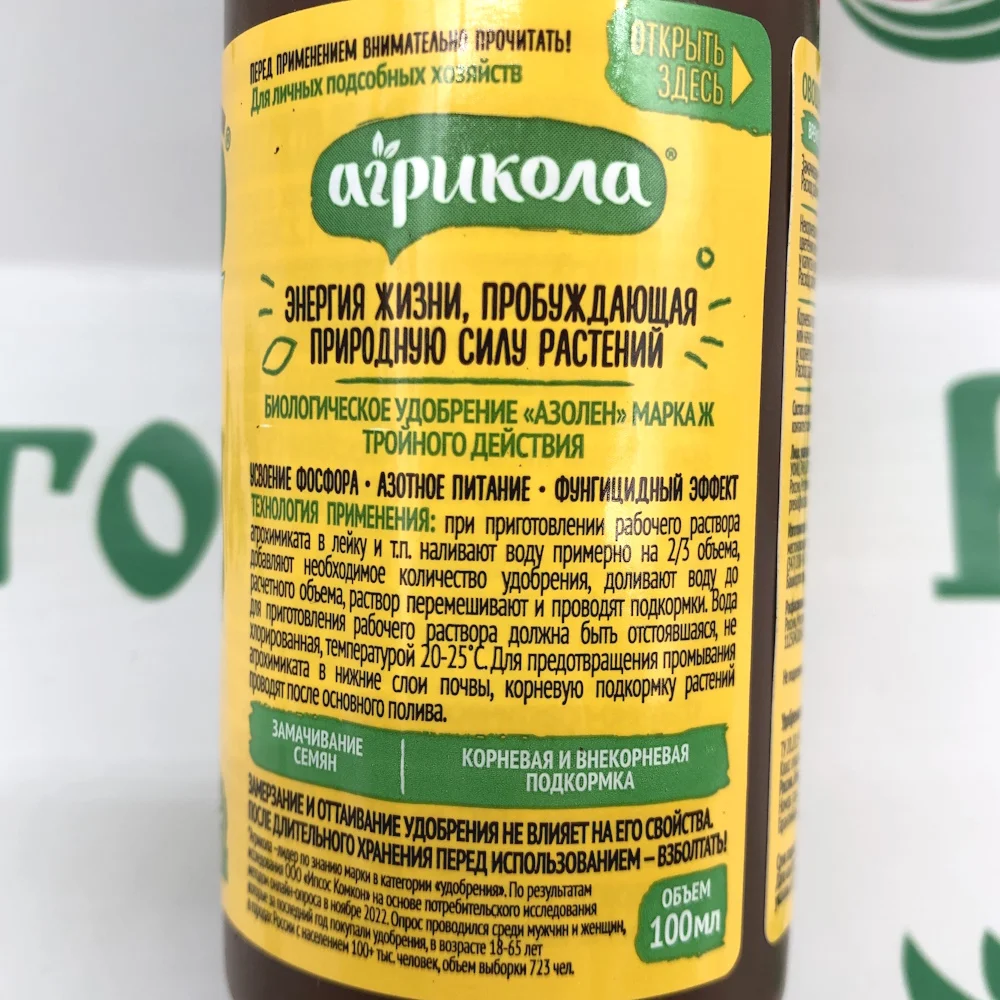 ПЕРЕД ПРИМЕНЕНИЕМ ВНИМАТЕЛЬНО ПРОЧИТАТЬ!
Для личных подсобных хозяйств
ОТКРЫТЬ
ЗДЕСЬ
агрикола®
ЭНЕРГИЯ ЖИЗНИ, ПРОБУЖДАЮЩАЯ
ПРИРОДНУЮ СИЛУ РАСТЕНИЙ
БИОЛОГИЧЕСКОЕ УДОБРЕНИЕ «АЗОЛЕН» МАРКА Ж
ТРОЙНОГО ДЕЙСТВИЯ
УСВОЕНИЕ ФОСФОРА • АЗОТНОЕ ПИТАНИЕ • ФУНГИЦИДНЫЙ ЭФФЕКТ
ТЕХНОЛОГИЯ ПРИМЕНЕНИЯ: при приготовлении рабочего раствора
агрохимиката в лейку и т.п. наливают воду примерно на 2/3 объема,
добавляют необходимое количество удобрения, доливают воду до
расчетного объема, раствор перемешивают и проводят подкормки. Вода
для приготовления рабочего раствора должна быть отстоявшаяся, не
хлорированная, температурой 20-25°С. Для предотвращения промывания
агрохимиката в нижние слои почвы, корневую подкормку растений
проводят после основного полива.
ЗАМАЧИВАНИЕ
СЕМЯН
КОРНЕВАЯ И ВНЕКОРНЕВАЯ
ПОДКОРМКА
ЗАМЕРЗАНИЕ И ОТТАИВАНИЕ УДОБРЕНИЯ НЕ ВЛИЯЕТ НА ЕГО СВОЙСТВА.
ПОСЛЕ ДЛИТЕЛЬНОГО ХРАНЕНИЯ ПЕРЕД ИСПОЛЬЗОВАНИЕМ – ВЗБОЛТАТЬ!
Агрикола - лидер по знанию марки в категории «удобрения». По результатам
исследования ООО «Ипсос Комкон» на основе потребительского исследования
методом онлайн-опроса в ноябре 2022. Опрос проводился среди мужчин и женщин,
которые за последний год покупали удобрения, в возрасте 18-65 лет
в городах России с населением 100+ тыс. человек, объем выборки 723 чел.
ОБЪЕМ
100мл